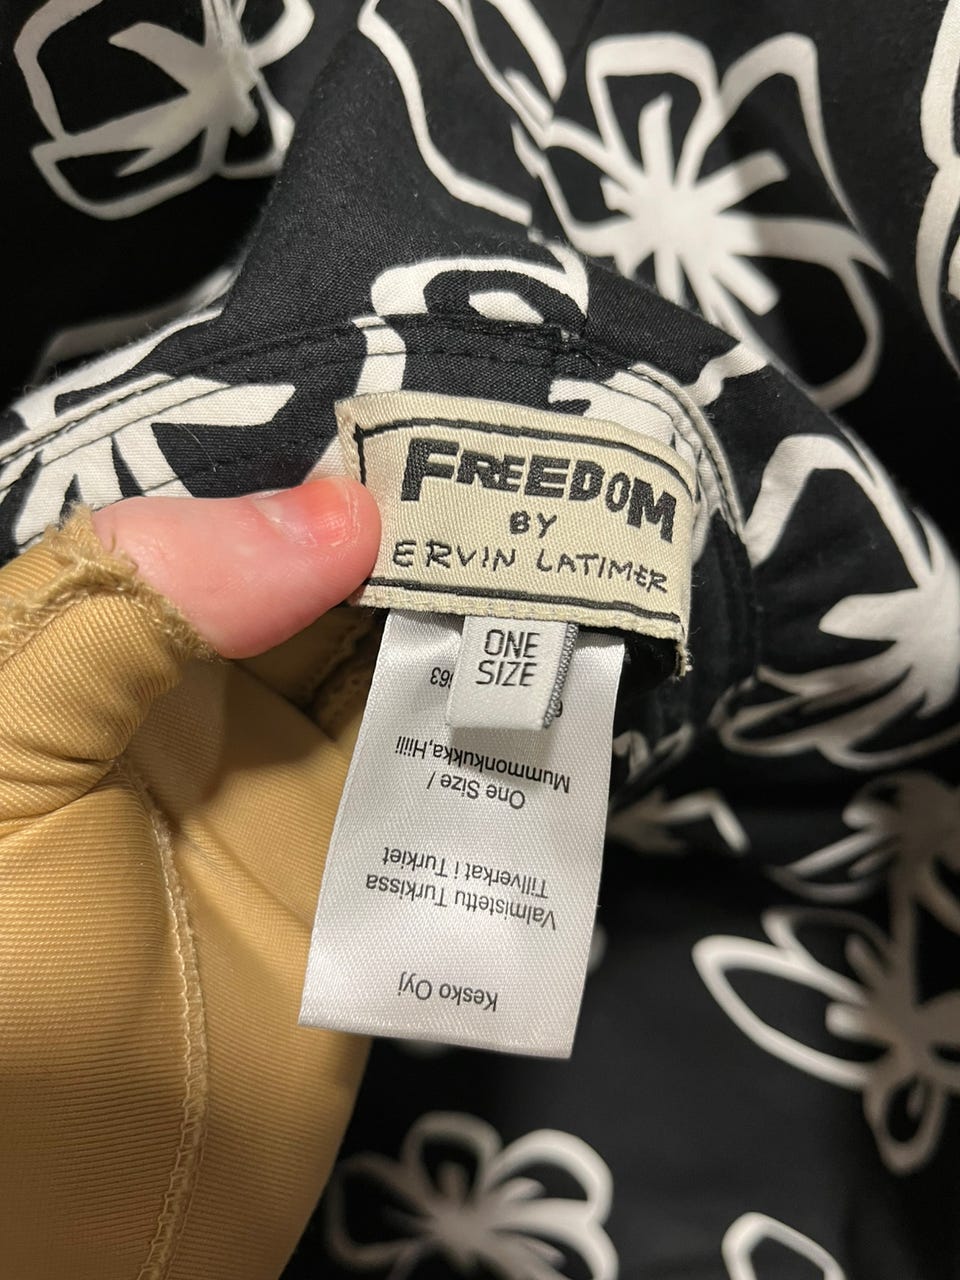 FREEDOM
BY
ERVIN LATIMER
ONE
SIZE
Kesko Oyj
Valmistettu Turkissa
Tillverkat i Turkiet
One Size /
Mummonkukka,Hiili